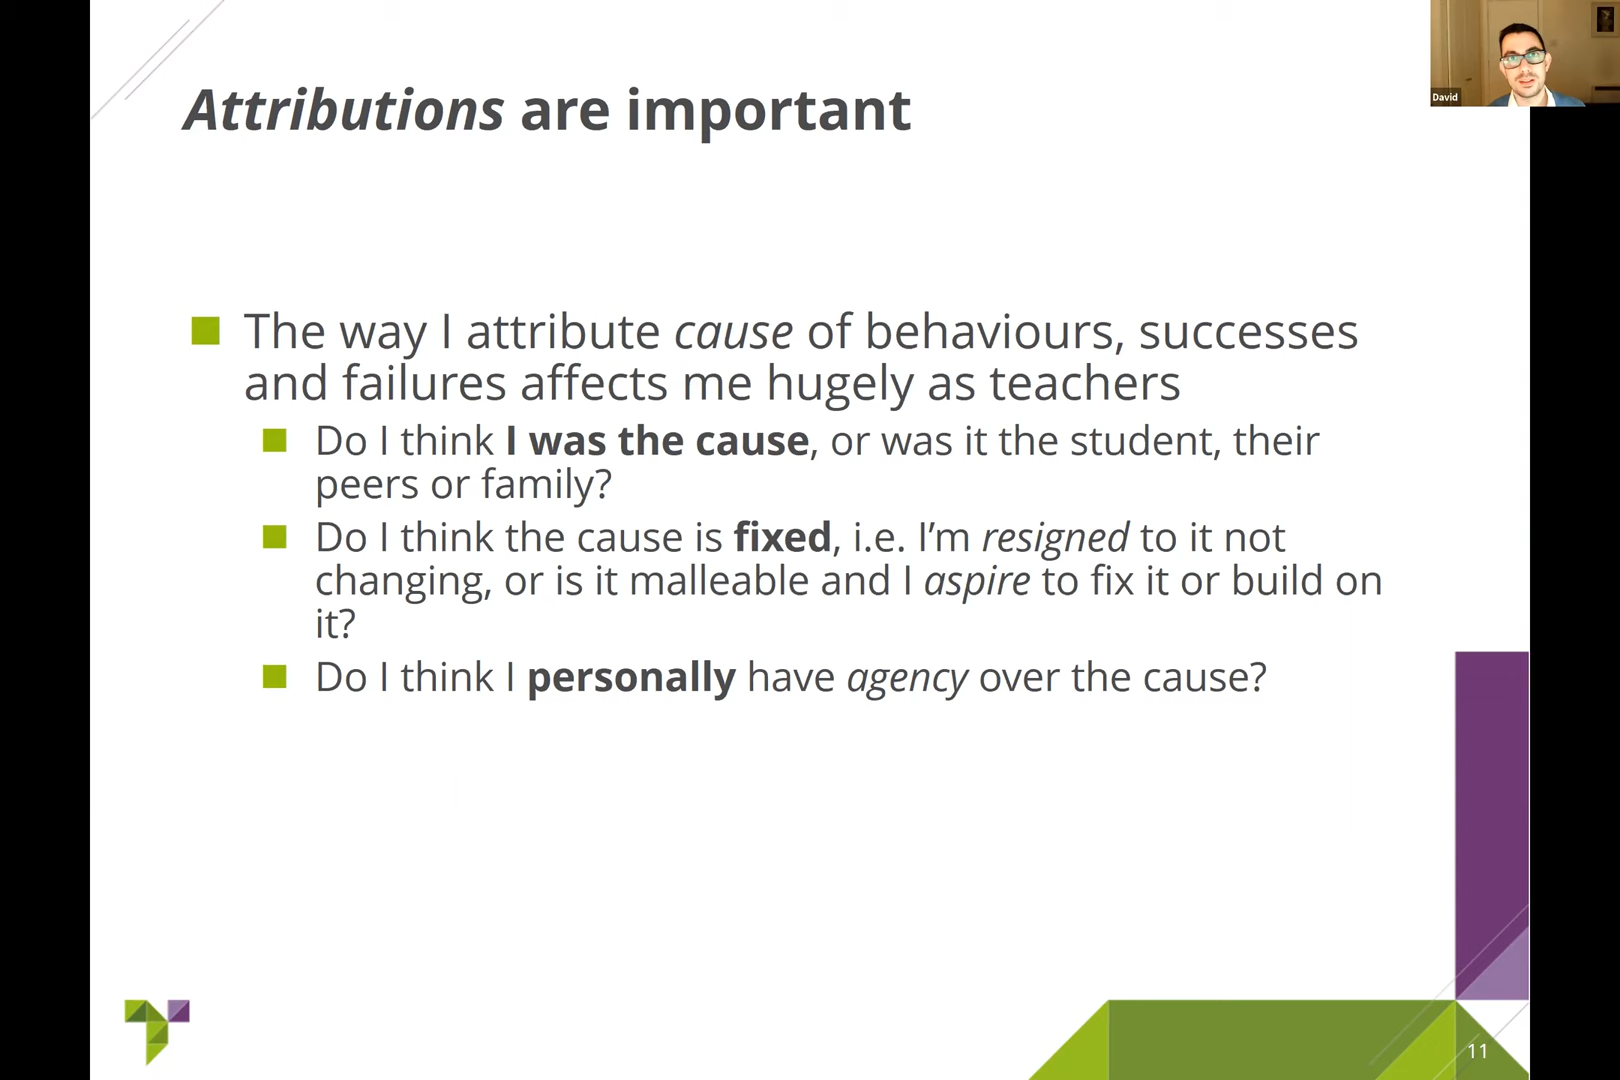 David
Attributions are important
The way I attribute cause of behaviours, successes
and failures affects me hugely as teachers
Do I think I was the cause, or was it the student, their
peers or family?
Do I think the cause is fixed, i.e. I’m resigned to it not
changing, or is it malleable and I aspire to fix it or build on
it?
Do I think I personally have agency over the cause?
11